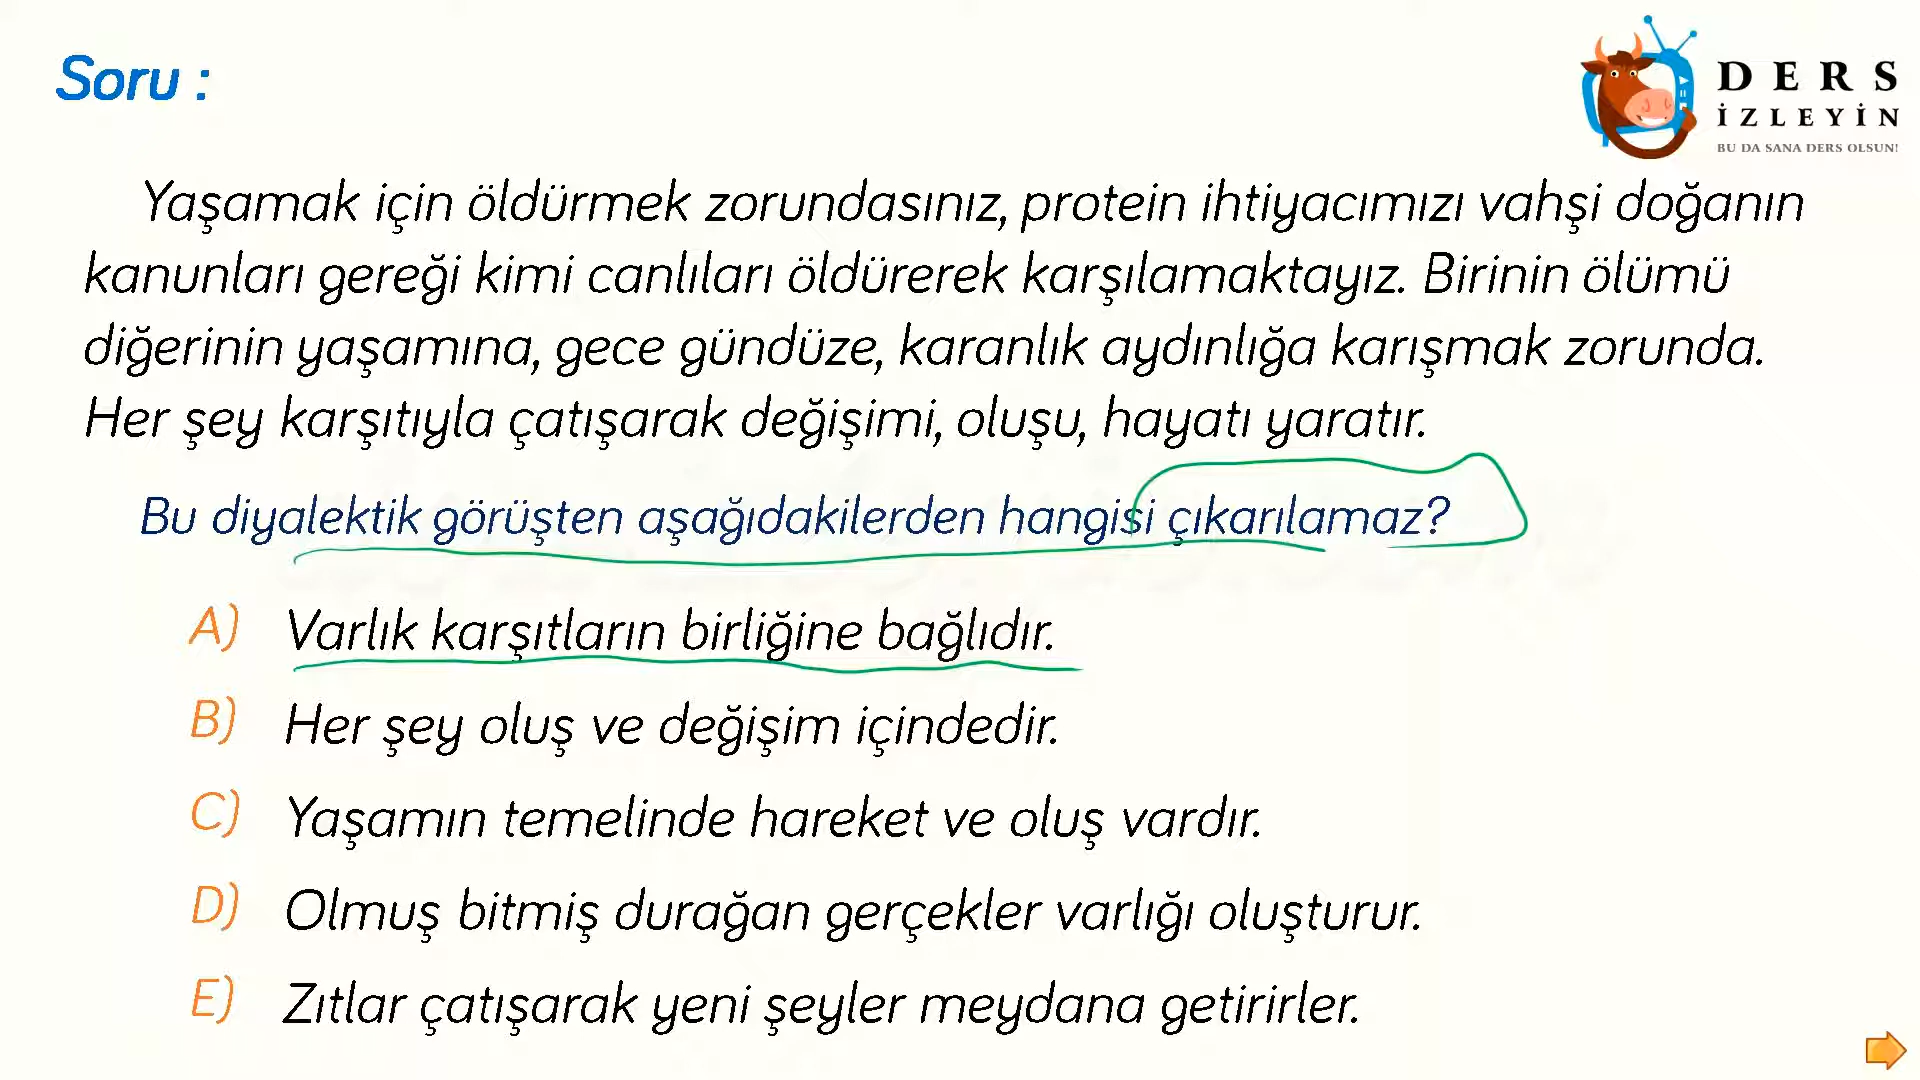 Soru :
DERS
İZLEYİN
BU DA SANA DERS OLSUN!
Yaşamak için öldürmek zorundasınız, protein ihtiyacımızı vahşi doğanın
kanunları gereği kimi canlıları öldürerek karşılamaktayız. Birinin ölümü
diğerinin yaşamına, gece gündüze, karanlık aydınlığa karışmak zorunda.
Her şey karşıtıyla çatışarak değişimi, oluşu, hayatı yaratır.
Bu diyalektik görüşten aşağıdakilerden hangisi çıkarılamaz?
A) Varlık karşıtların birliğine bağlıdır.
B) Her şey oluş ve değişim içindedir.
C) Yaşamın temelinde hareket ve oluş vardır.
D) Olmuş bitmiş durağan gerçekler varlığı oluşturur.
E) Zıtlar çatışarak yeni şeyler meydana getirirler.